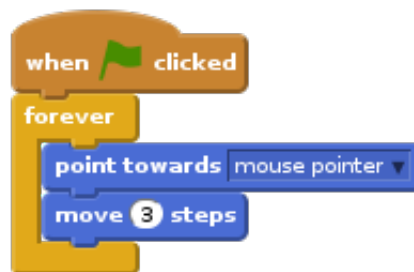 when clicked
forever
point towards mouse pointer
move 3 steps